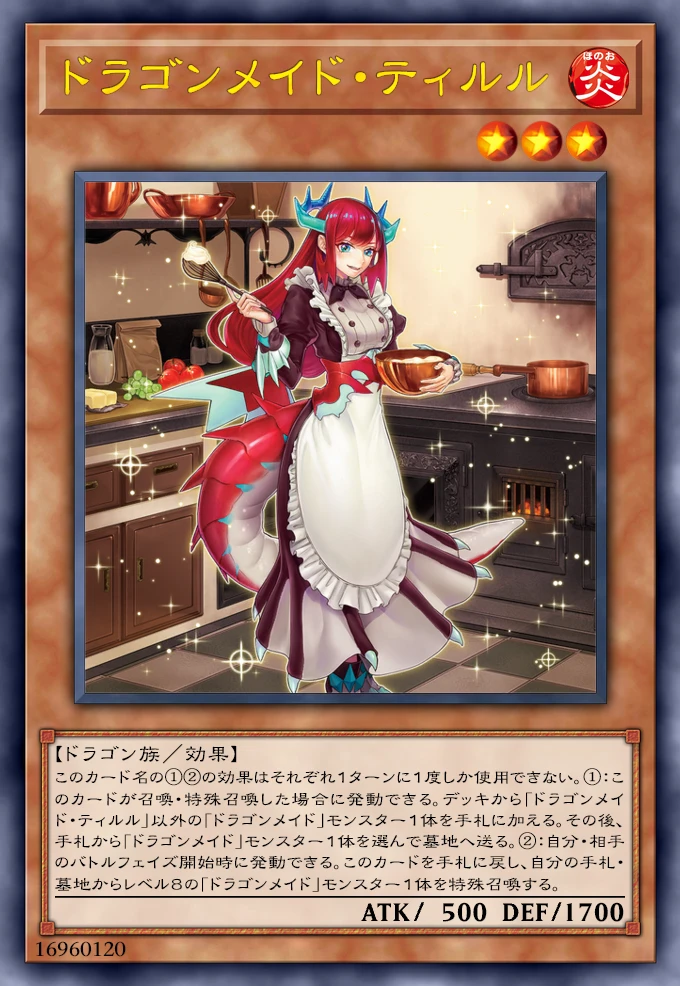 ドラゴンメイド・ティルル
ほのお
炎
【ドラゴン族／効果】
このカード名の①②の効果はそれぞれ1ターンに1度しか使用できない。①：こ
のカードが召喚・特殊召喚した場合に発動できる。デッキから「ドラゴンメイ
ド・ティルル」以外の「ドラゴンメイド」モンスター1体を手札に加える。その後、
手札から「ドラゴンメイド」モンスター1体を選んで墓地へ送る。②：自分・相手
のバトルフェイズ開始時に発動できる。このカードを手札に戻し、自分の手札・
墓地からレベル8の「ドラゴンメイド」モンスター1体を特殊召喚する。
ATK/ 500 DEF/1700
16960120